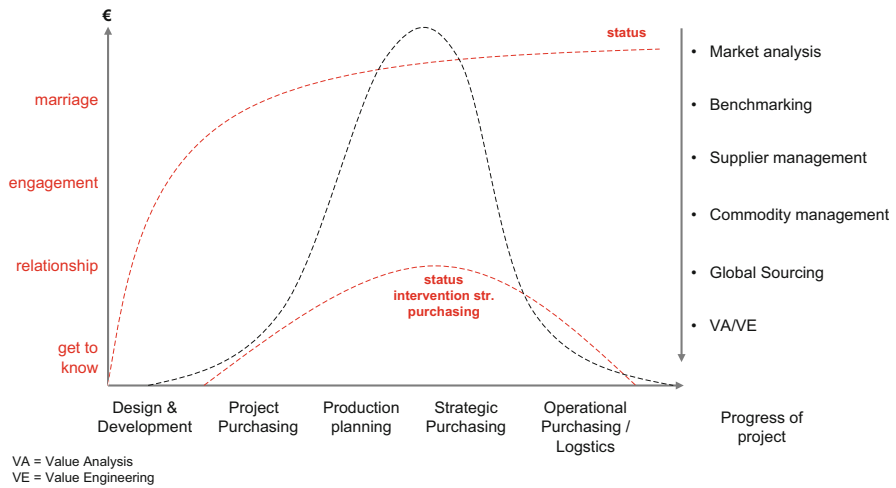 €
status
marriage
engagement
relationship
get to
know
status
intervention str.
purchasing
• Market analysis
• Benchmarking
• Supplier management
• Commodity management
• Global Sourcing
• VA/VE
Design &
Development
Project
Purchasing
Production
planning
Strategic
Purchasing
Operational
Purchasing /
Logstics
Progress of
project
VA = Value Analysis
VE = Value Engineering